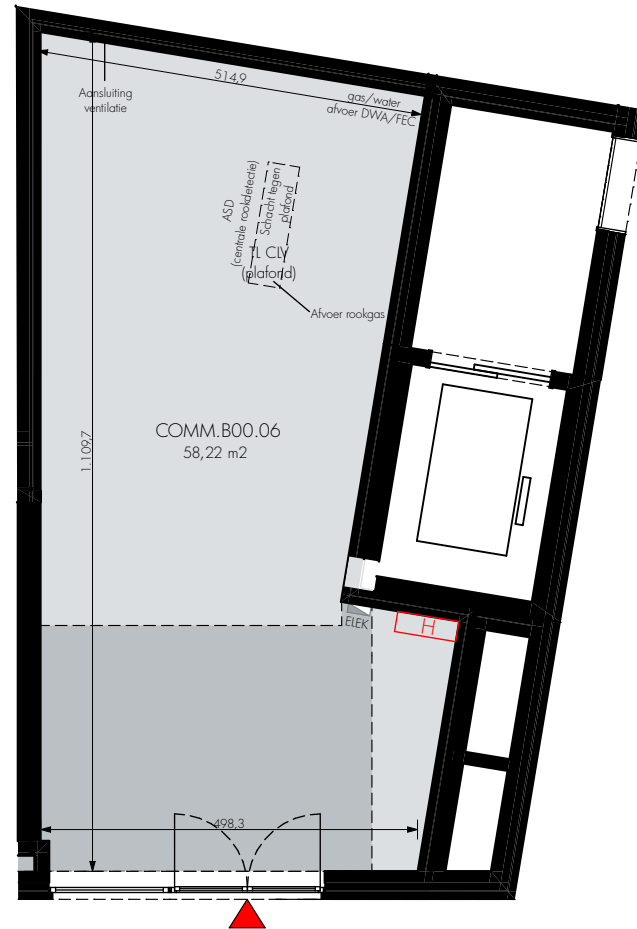 514,9
Aansluiting
ventilatie
gas/water
afvoer DWA/FEC
ASD
(centrale rookdetectie)
Schacht tegen
plafond
TL CLV
(plafond)
Afvoer rookgas
1.109,7
COMM.B00.06
58,22 m2
ELEK
H
498,3